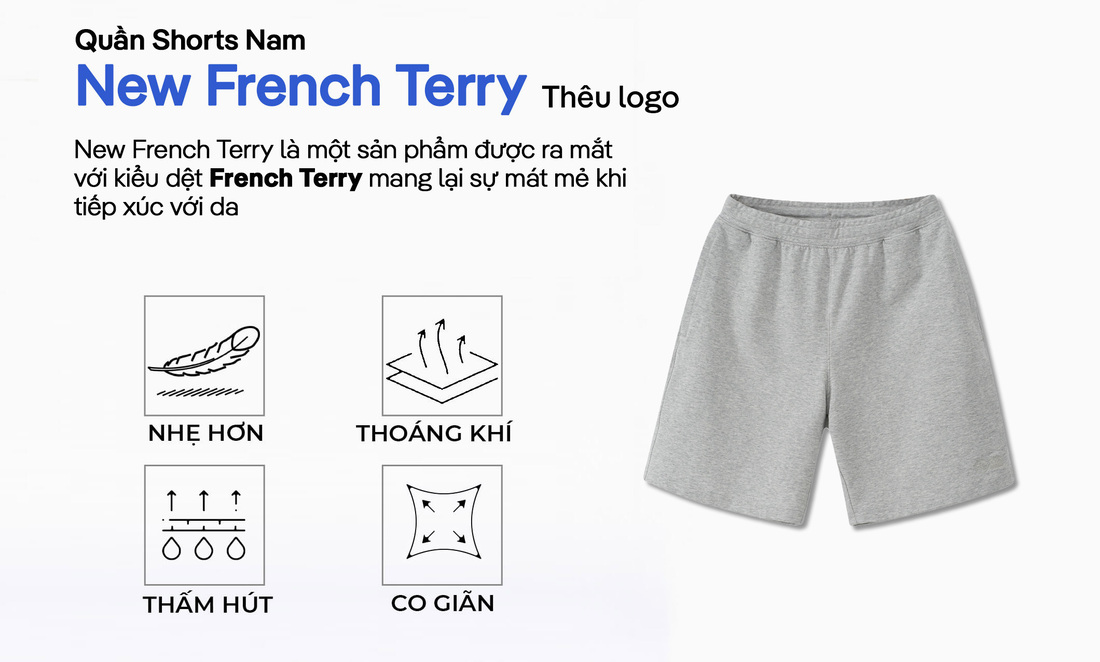 Quần Shorts Nam
New French Terry Thêu logo
New French Terry là một sản phẩm được ra mắt
với kiểu dệt French Terry mang lại sự mát mẻ khi
tiếp xúc với da
NHẸ HƠN
THOÁNG KHÍ
THẤM HÚT
CO GIÃN